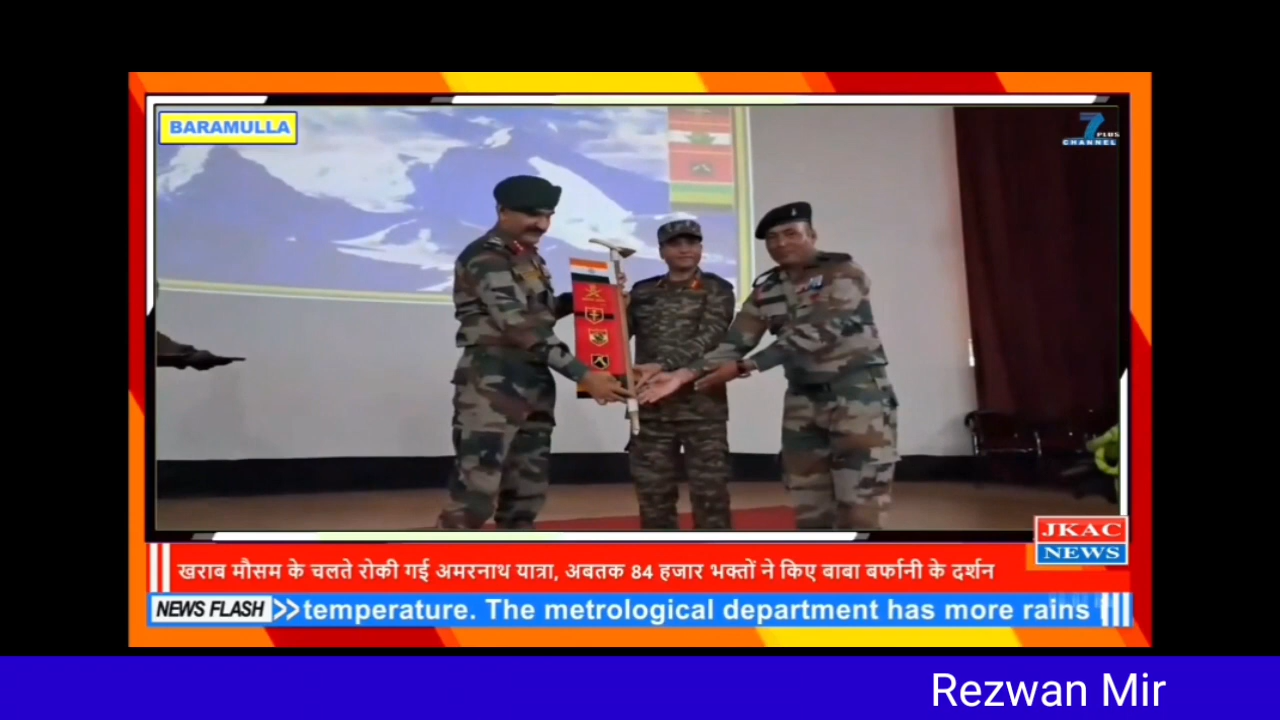 BARAMULLA
7 PLUS
CHANNEL
JKAC
NEWS
खराब मौसम के चलते रोकी गई अमरनाथ यात्रा, अबतक 84 हजार भक्तों ने किए बाबा बर्फानी के दर्शन
NEWS FLASH
temperature. The metrological department has more rains
Rezwan Mir